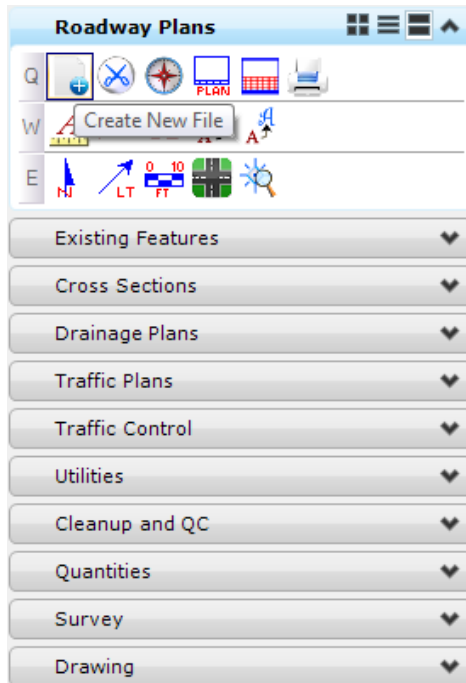 Roadway Plans
Q
PLAN
W A Create New File A A
E N LT 0 10 FT
Existing Features
Cross Sections
Drainage Plans
Traffic Plans
Traffic Control
Utilities
Cleanup and QC
Quantities
Survey
Drawing